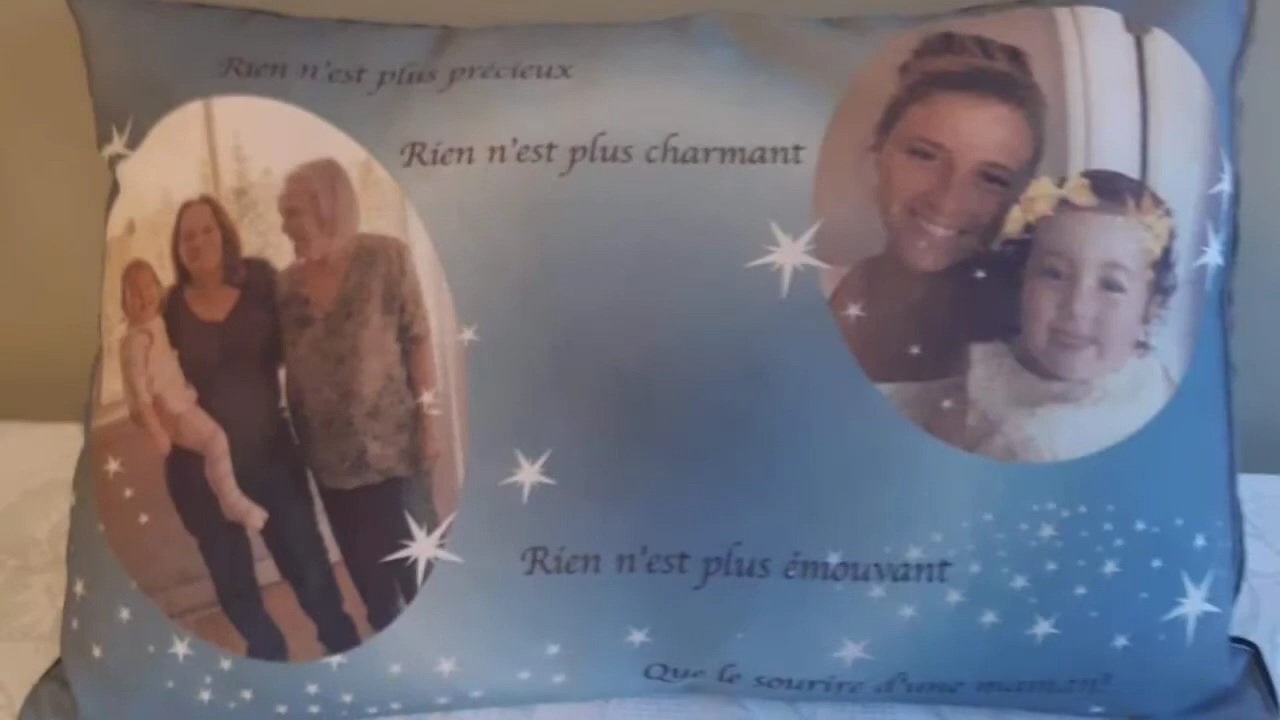 Rien n'est plus précieux
Rien n'est plus charmant
Rien n'est plus émouvant
Que le sourire d'une maman!